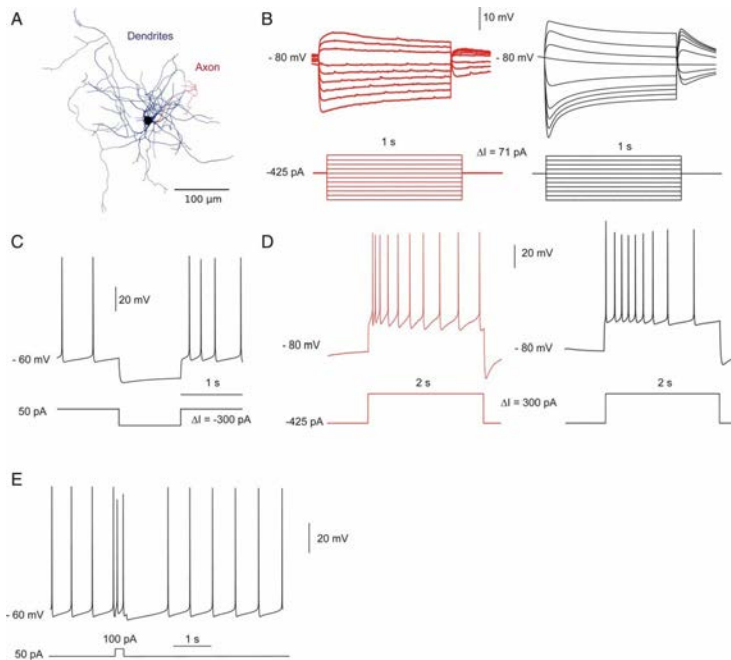 A
Dendrites
Axon
100 µm
B
10 mV
- 80 mV
- 80 mV
1 s
1 s
-425 pA
ΔI = 71 pA
C
20 mV
- 60 mV
1 s
50 pA
ΔI = -300 pA
D
20 mV
- 80 mV
- 80 mV
2 s
2 s
-425 pA
ΔI = 300 pA
E
20 mV
- 60 mV
100 pA
1 s
50 pA